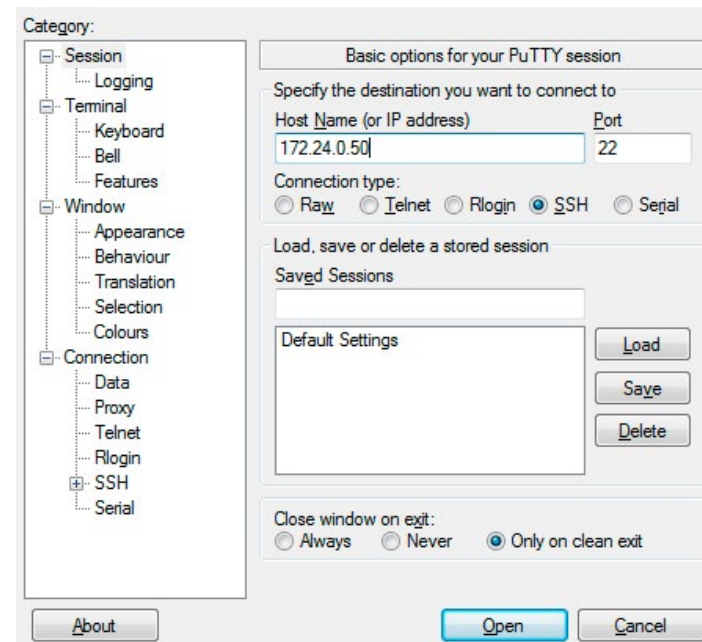 Category:
Session
Logging
Terminal
Keyboard
Bell
Features
Window
Appearance
Behaviour
Translation
Selection
Colours
Connection
Data
Proxy
Telnet
Rlogin
SSH
Serial
Basic options for your PuTTY session
Specify the destination you want to connect to
Host Name (or IP address) Port
172.24.0.50 22
Connection type:
Raw Telnet Rlogin SSH Serial
Load, save or delete a stored session
Saved Sessions
Default Settings
Load
Save
Delete
Close window on exit:
Always Never Only on clean exit
About Open Cancel